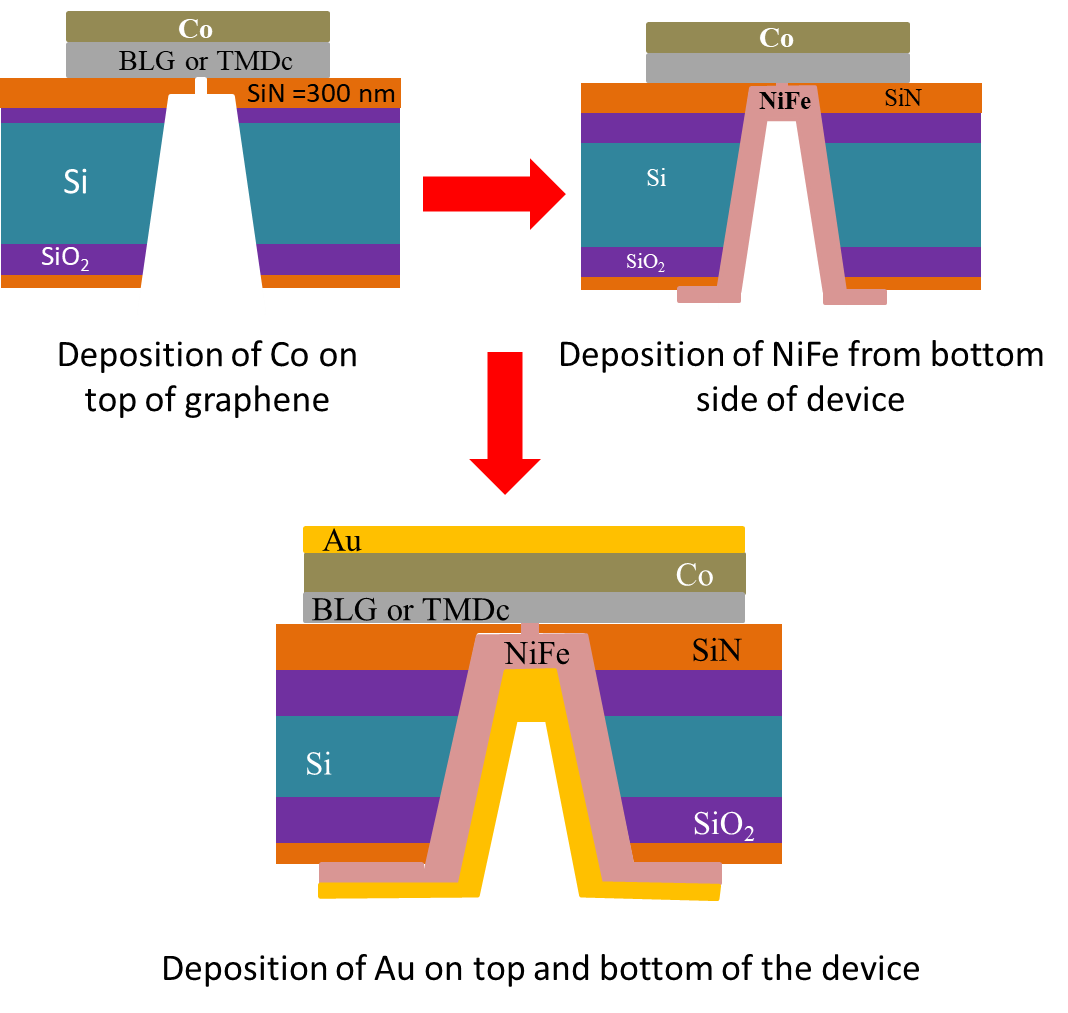 Co
BLG or TMDc
SiN =300 nm
Si
SiO₂
Deposition of Co on
top of graphene
Co
NiFe
SiN
Si
SiO₂
Deposition of NiFe from bottom
side of device
Au
Co
BLG or TMDc
NiFe
SiN
Si
SiO₂
Deposition of Au on top and bottom of the device